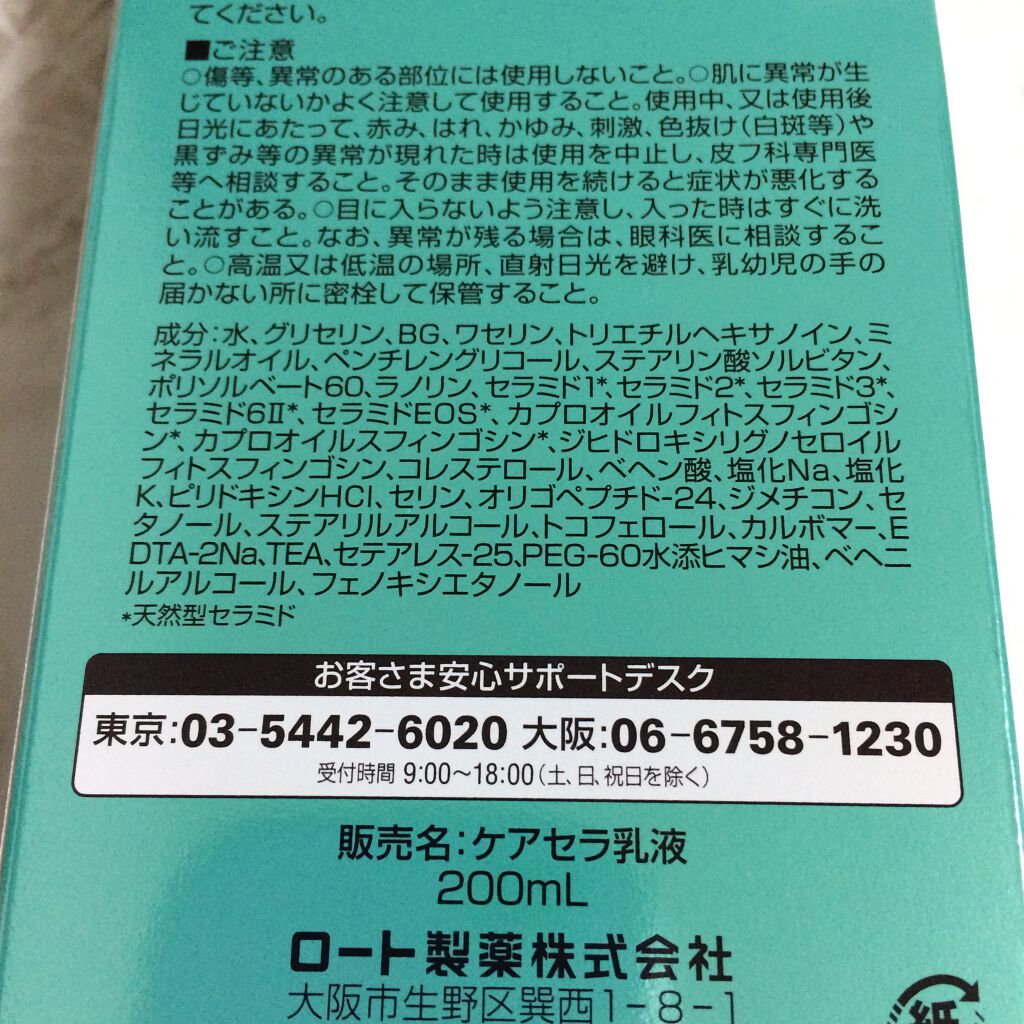 てください。
■ご注意
○傷等、異常のある部位には使用しないこと。○肌に異常が生
じていないかよく注意して使用すること。使用中、又は使用後
日光にあたって、赤み、はれ、かゆみ、刺激、色抜け(白斑等)や
黒ずみ等の異常が現れた時は使用を中止し、皮フ科専門医
等へ相談すること。そのまま使用を続けると症状が悪化する
ことがある。○目に入らないよう注意し、入った時はすぐに洗
い流すこと。なお、異常が残る場合は、眼科医に相談するこ
と。○高温又は低温の場所、直射日光を避け、乳幼児の手の
届かない所に密栓して保管すること。
成分:水、グリセリン、BG、ワセリン、トリエチルヘキサノイン、ミ
ネラルオイル、ペンチレングリコール、ステアリン酸ソルビタン、
ポリソルベート60、ラノリン、セラミド1*、セラミド2*、セラミド3*、
セラミド6Ⅱ*、セラミドEOS*、カプロオイルフィトスフィンゴシ
ン*、カプロオイルスフィンゴシン*、ジヒドロキシリグノセロイル
フィトスフィンゴシン、コレステロール、ベヘン酸、塩化Na、塩化
K、ピリドキシンHCl、セリン、オリゴペプチド-24、ジメチコン、セ
タノール、ステアリルアルコール、トコフェロール、カルボマー、E
DTA-2Na、TEA、セテアレス-25、PEG-60水添ヒマシ油、ベヘニ
ルアルコール、フェノキシエタノール
*天然型セラミド
お客さま安心サポートデスク
東京:03-5442-6020 大阪:06-6758-1230
受付時間 9:00~18:00(土、日、祝日を除く)
販売名:ケアセラ乳液
200mL
ロート製薬株式会社
大阪市生野区巽西1-8-1
紙